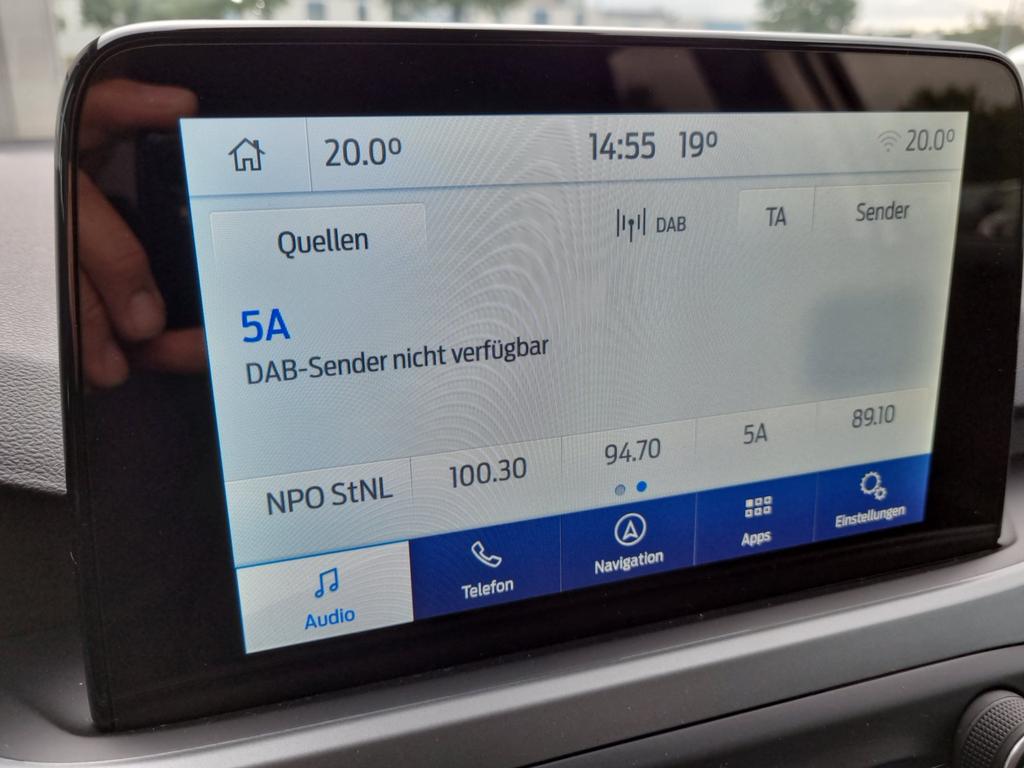 20.0° 14:55 19° 20.0°
Quellen DAB TA Sender
5A
DAB-Sender nicht verfügbar
NPO StNL 100.30 94.70 5A 89.10
Audio Telefon Navigation Apps Einstellungen